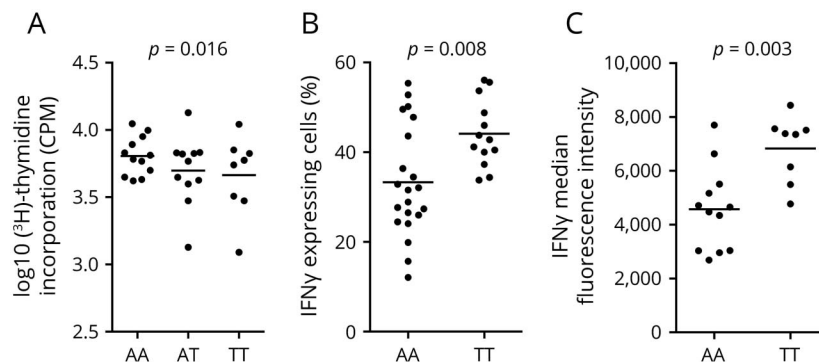 A
p = 0.016
log10 (³H)-thymidine
incorporation (CPM)
4.5
4.0
3.5
3.0
2.5
AA AT TT
B
p = 0.008
IFNγ expressing cells (%)
60
40
20
0
AA TT
C
p = 0.003
IFNγ median
fluorescence intensity
10,000
8,000
6,000
4,000
2,000
0
AA TT